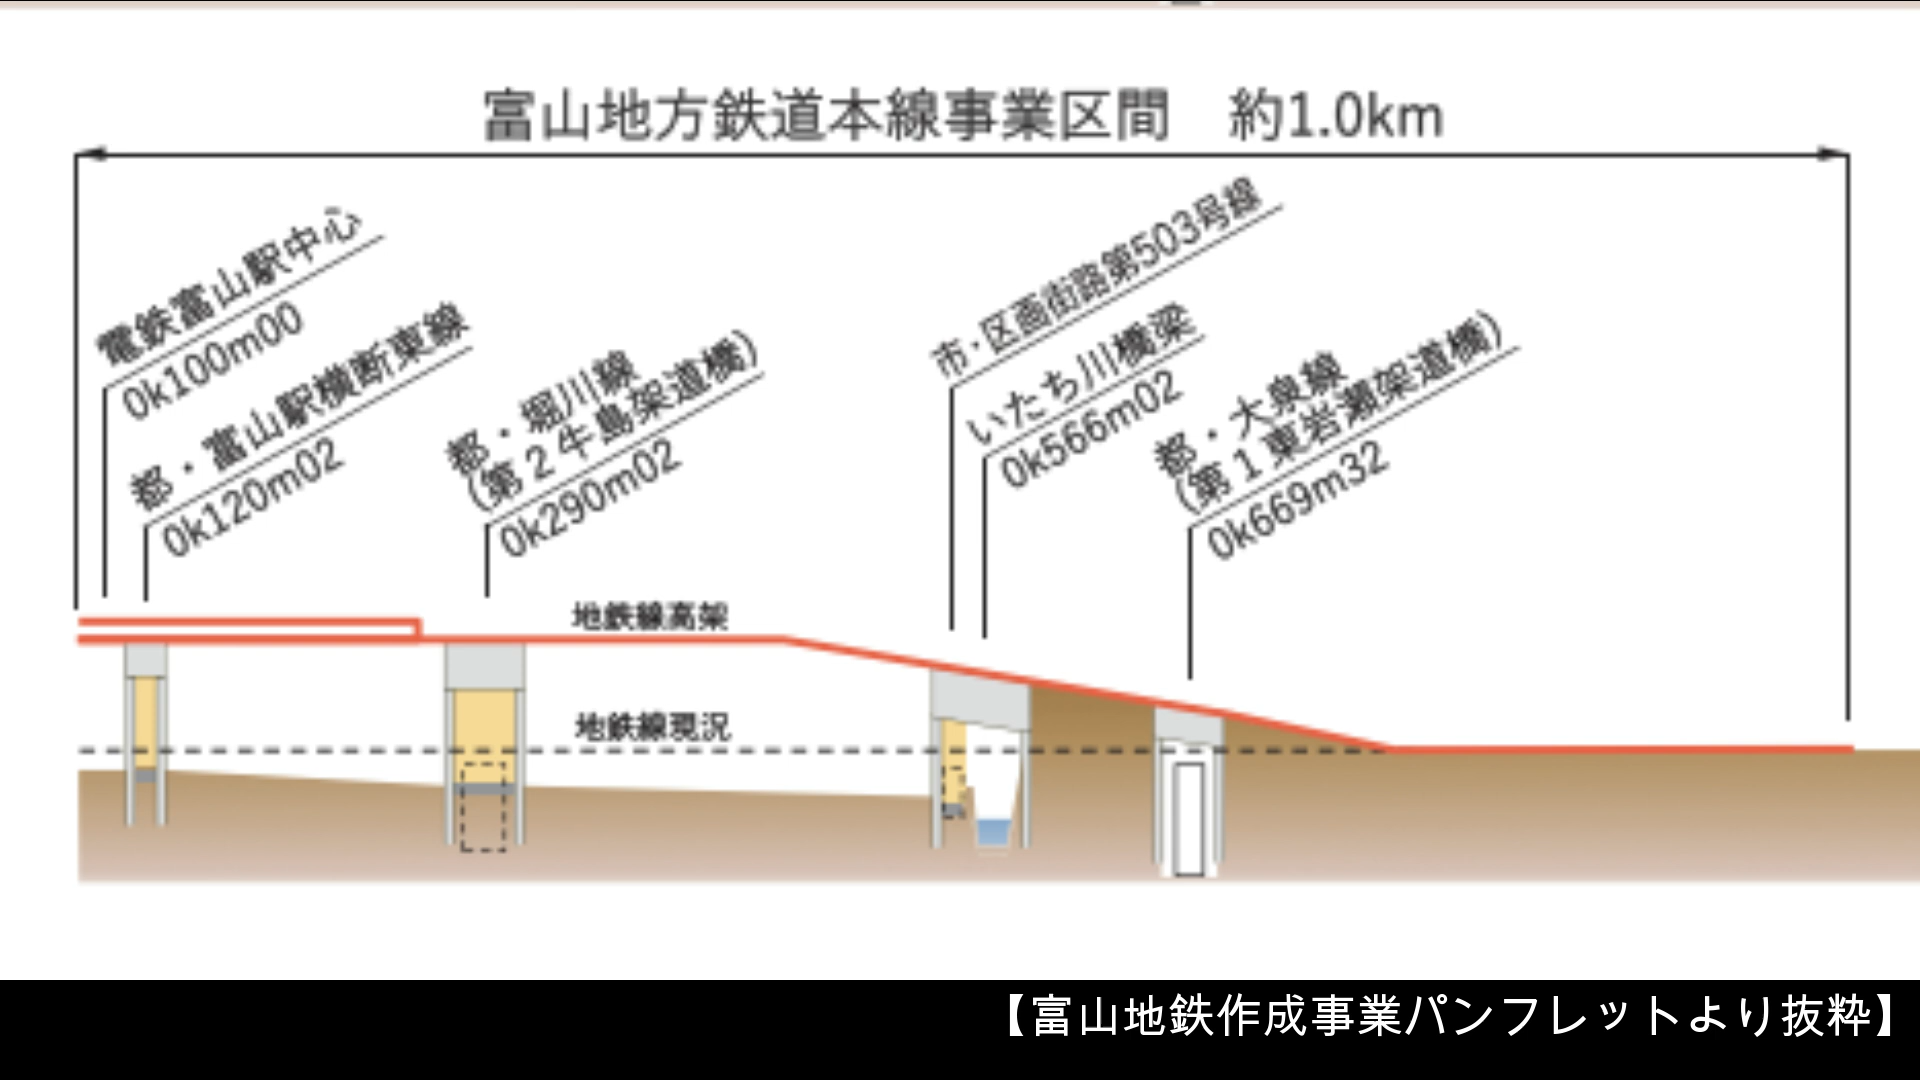 富山地方鉄道本線事業区間　約1.0km
電鉄富山駅中心
0k100m00
都・富山駅横断東線
0k120m02
都・堀川線
(第２牛島架道橋)
0k290m02
市・区画街路第503号線
いたち川橋梁
0k566m02
都・大泉線
(第１東岩瀬架道橋)
0k669m32
地鉄線高架
地鉄線現況
【富山地鉄作成事業パンフレットより抜粋】